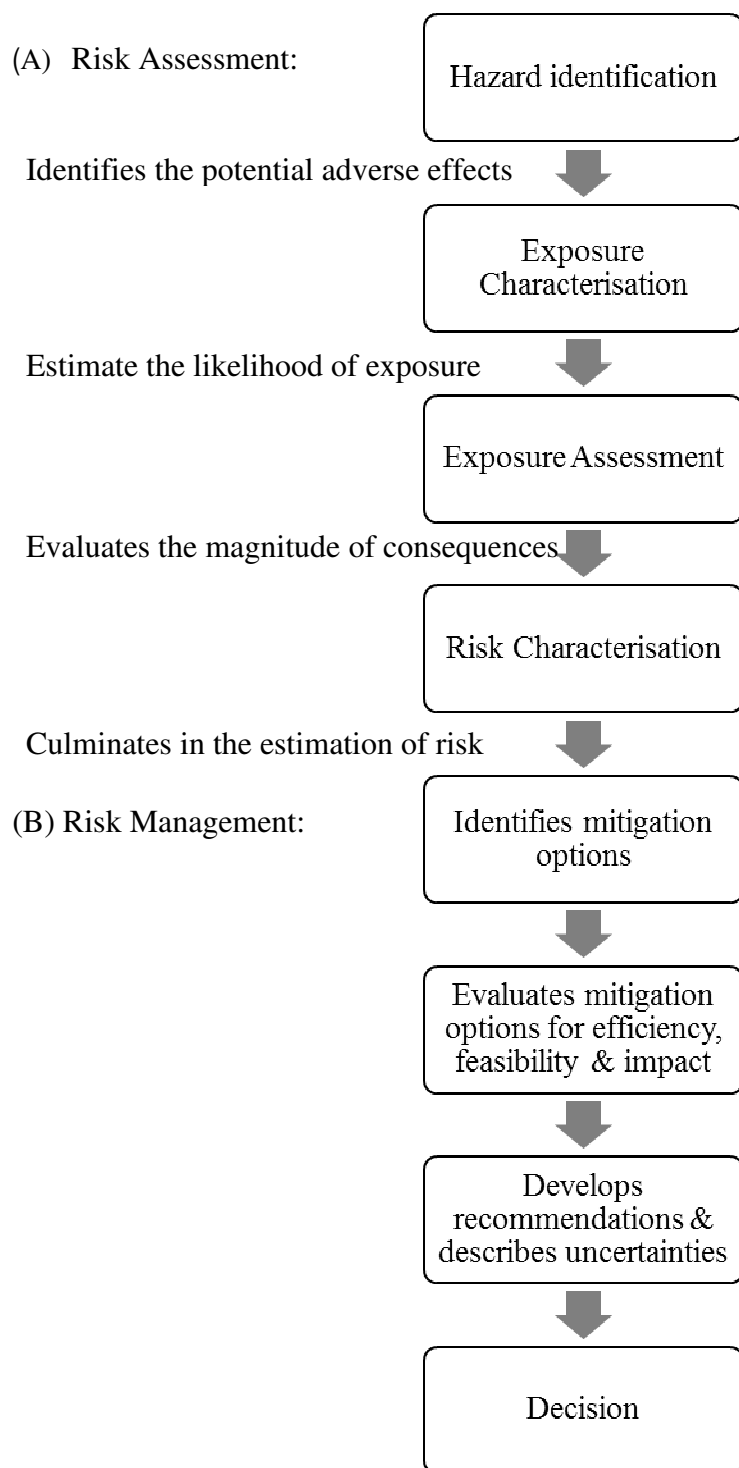 (A) Risk Assessment:
Hazard identification
Identifies the potential adverse effects
Exposure
Characterisation
Estimate the likelihood of exposure
Exposure Assessment
Evaluates the magnitude of consequences
Risk Characterisation
Culminates in the estimation of risk
(B) Risk Management:
Identifies mitigation
options
Evaluates mitigation
options for efficiency,
feasibility & impact
Develops
recommendations &
describes uncertainties
Decision